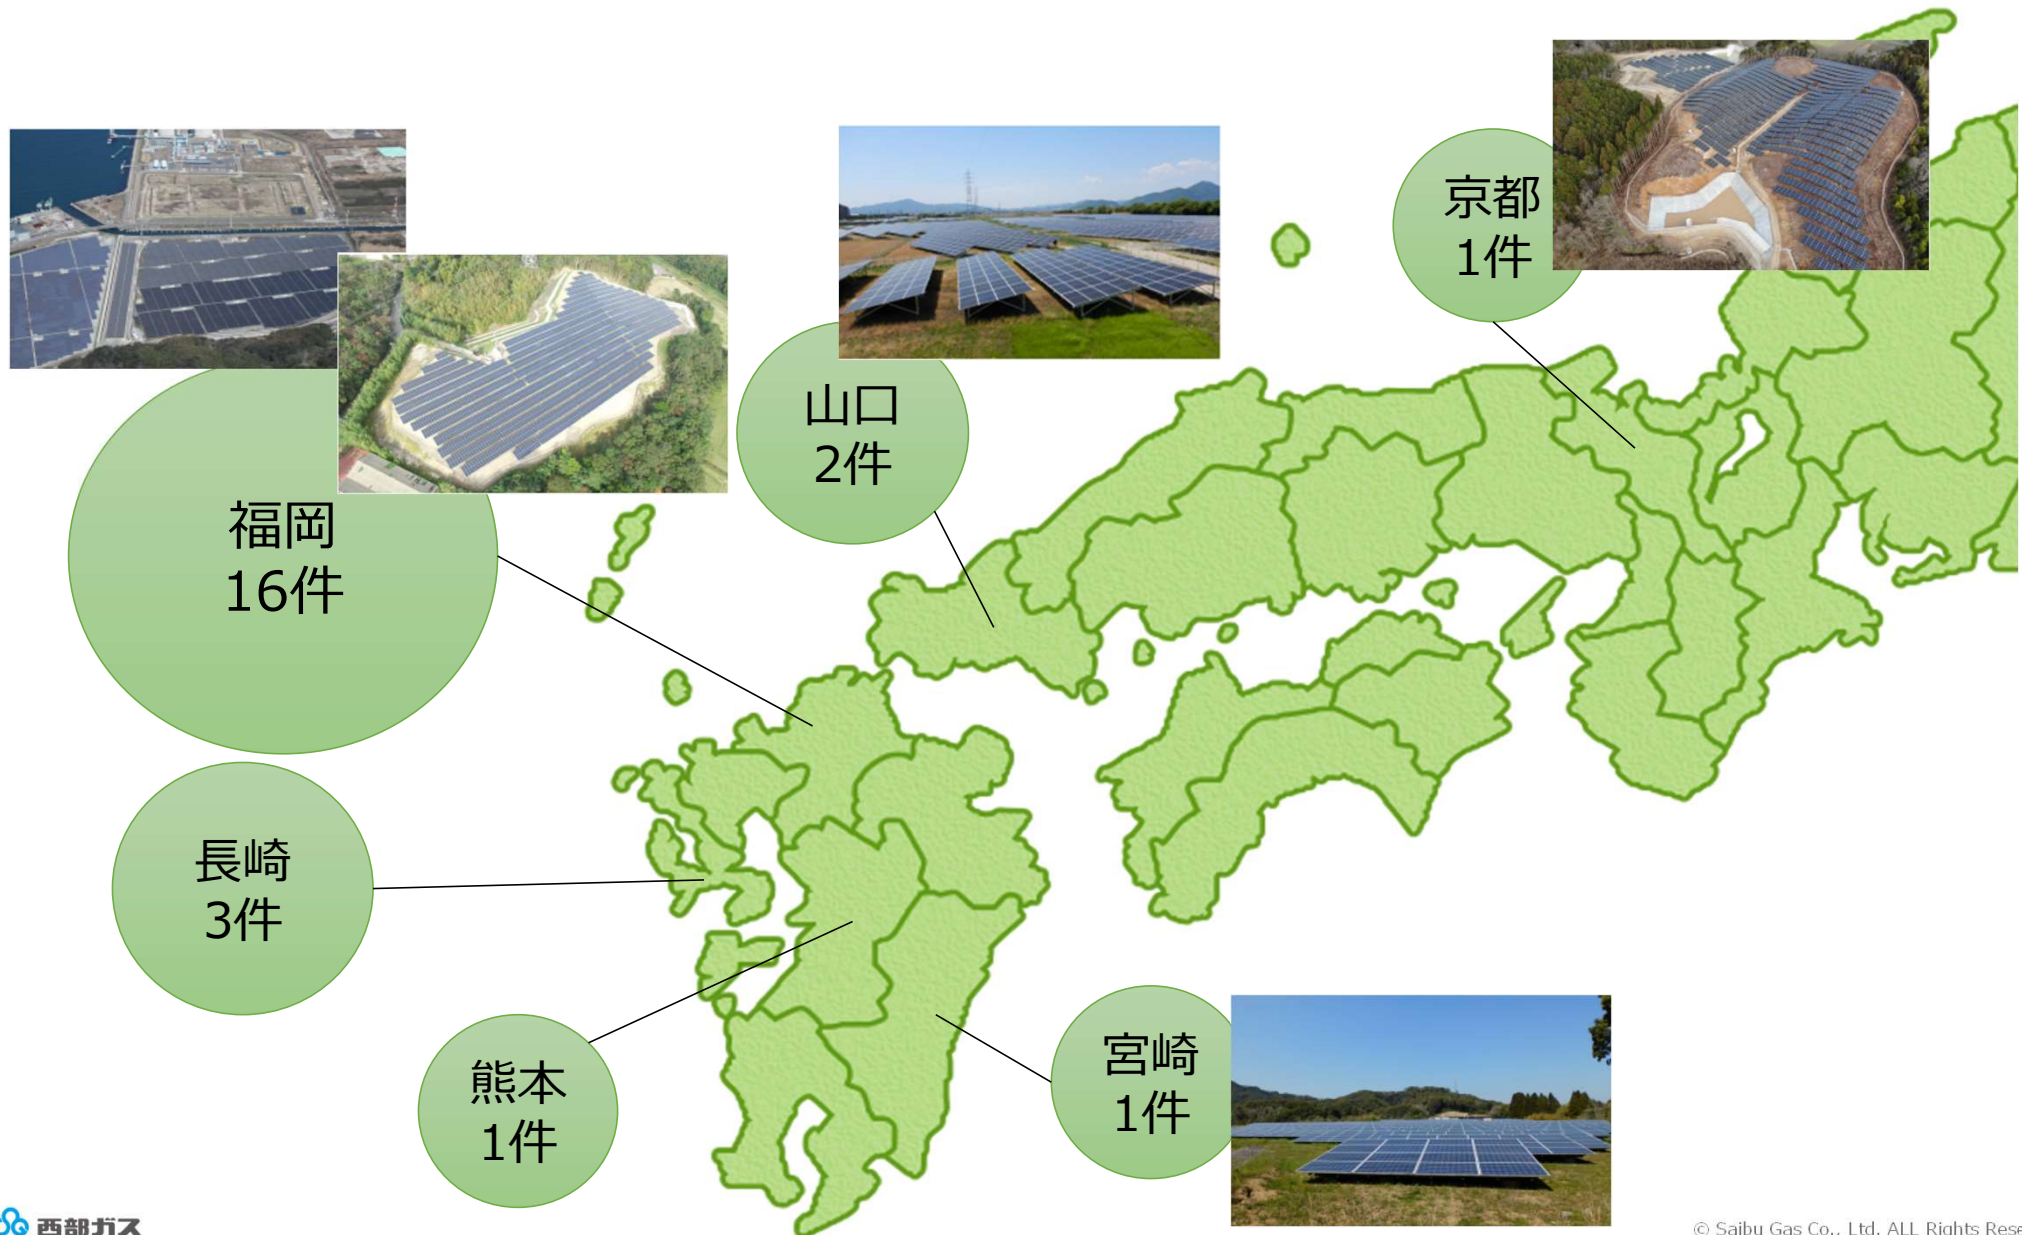 京都
1件
山口
2件
福岡
16件
長崎
3件
熊本
1件
宮崎
1件
西部ガス
© Saibu Gas Co., Ltd. ALL Rights Rese